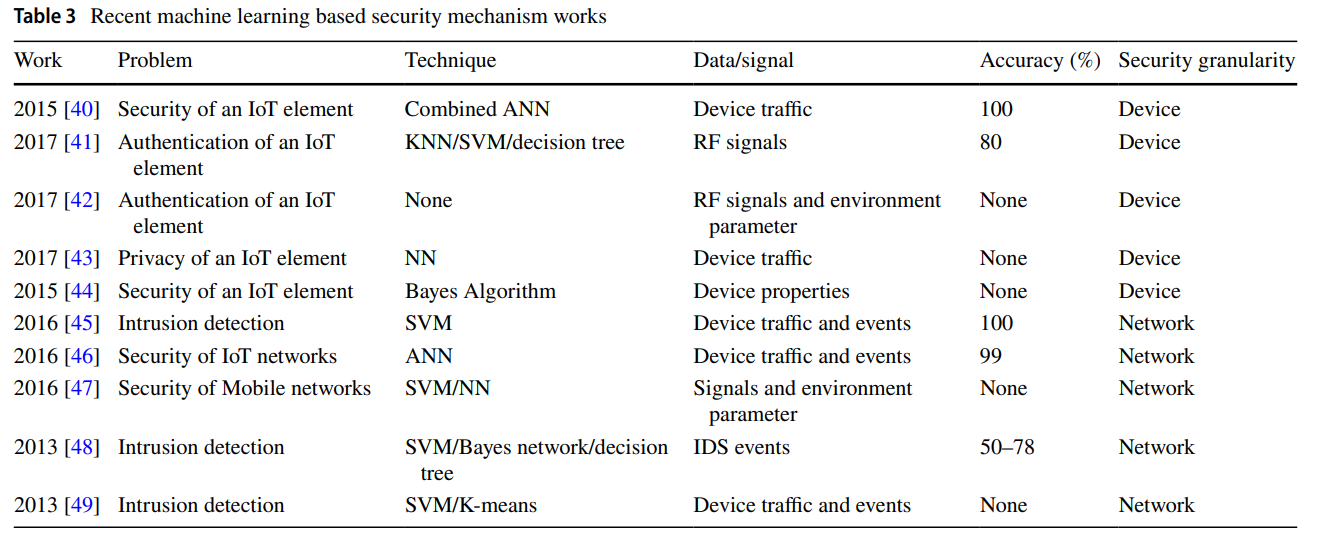 Table 3 Recent machine learning based security mechanism works
Work Problem Technique Data/signal Accuracy (%) Security granularity
2015 [40] Security of an IoT element Combined ANN Device traffic 100 Device
2017 [41] Authentication of an IoT KNN/SVM/decision tree RF signals 80 Device
element
2017 [42] Authentication of an IoT None RF signals and environment None Device
element parameter
2017 [43] Privacy of an IoT element NN Device traffic None Device
2015 [44] Security of an IoT element Bayes Algorithm Device properties None Device
2016 [45] Intrusion detection SVM Device traffic and events 100 Network
2016 [46] Security of IoT networks ANN Device traffic and events 99 Network
2016 [47] Security of Mobile networks SVM/NN Signals and environment None Network
parameter
2013 [48] Intrusion detection SVM/Bayes network/decision IDS events 50–78 Network
tree
2013 [49] Intrusion detection SVM/K-means Device traffic and events None Network